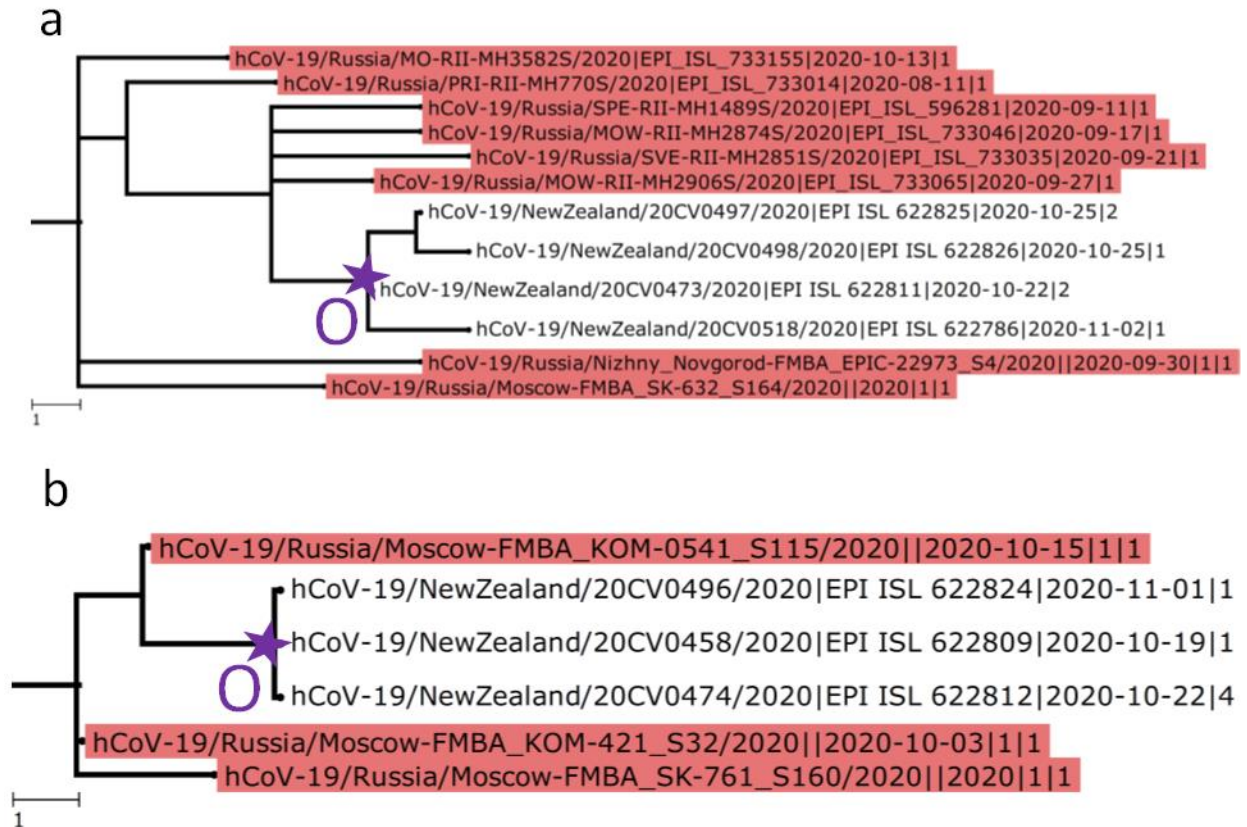 a
hCoV-19/Russia/MO-RII-MH3582S/2020|EPI_ISL_733155|2020-10-13|1
hCoV-19/Russia/PRI-RII-MH770S/2020|EPI_ISL_733014|2020-08-11|1
hCoV-19/Russia/SPE-RII-MH1489S/2020|EPI_ISL_596281|2020-09-11|1
hCoV-19/Russia/MOW-RII-MH2874S/2020|EPI_ISL_733046|2020-09-17|1
hCoV-19/Russia/SVE-RII-MH2851S/2020|EPI_ISL_733035|2020-09-21|1
hCoV-19/Russia/MOW-RII-MH2906S/2020|EPI_ISL_733065|2020-09-27|1
hCoV-19/NewZealand/20CV0497/2020|EPI ISL 622825|2020-10-25|2
hCoV-19/NewZealand/20CV0498/2020|EPI ISL 622826|2020-10-25|1
hCoV-19/NewZealand/20CV0473/2020|EPI ISL 622811|2020-10-22|2
O
hCoV-19/NewZealand/20CV0518/2020|EPI ISL 622786|2020-11-02|1
hCoV-19/Russia/Nizhny_Novgorod-FMBA_EPIC-22973_S4/2020||2020-09-30|1|1
hCoV-19/Russia/Moscow-FMBA_SK-632_S164/2020||2020|1|1
1
b
hCoV-19/Russia/Moscow-FMBA_KOM-0541_S115/2020||2020-10-15|1|1
hCoV-19/NewZealand/20CV0496/2020|EPI ISL 622824|2020-11-01|1
hCoV-19/NewZealand/20CV0458/2020|EPI ISL 622809|2020-10-19|1
O
hCoV-19/NewZealand/20CV0474/2020|EPI ISL 622812|2020-10-22|4
hCoV-19/Russia/Moscow-FMBA_KOM-421_S32/2020||2020-10-03|1|1
hCoV-19/Russia/Moscow-FMBA_SK-761_S160/2020||2020|1|1
1